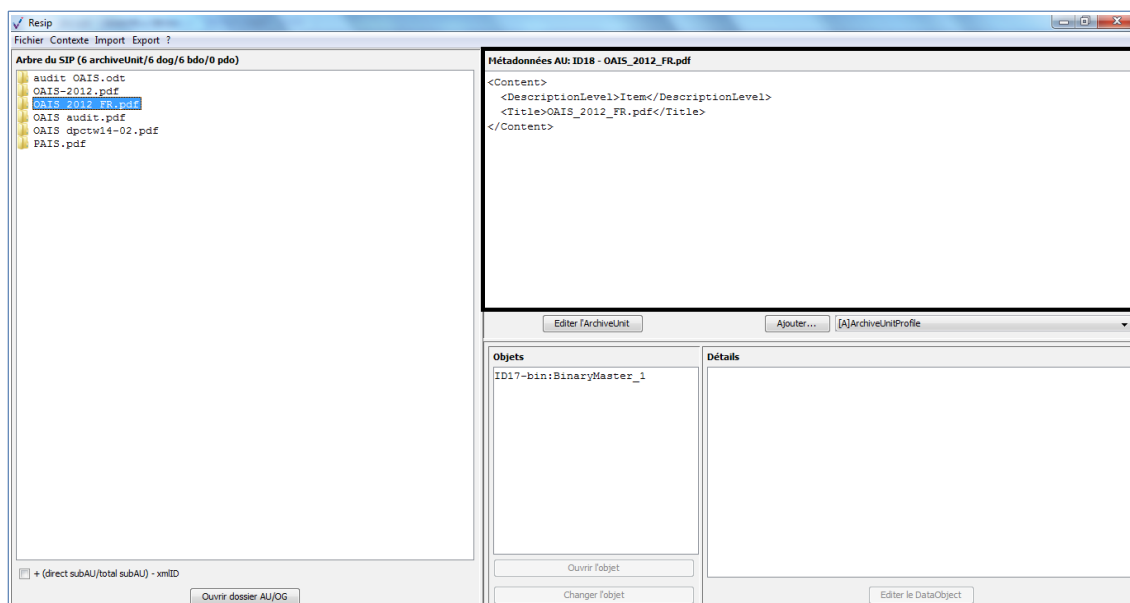 Resip
Fichier Contexte Import Export ?
Arbre du SIP (6 archiveUnit/6 dog/6 bdo/0 pdo)
audit OAIS.odt
OAIS-2012.pdf
OAIS_2012_FR.pdf
OAIS audit.pdf
OAIS dpctw14-02.pdf
PAIS.pdf
+ (direct subAU/total subAU) - xmlID
Ouvrir dossier AU/OG
Métadonnées AU: ID18 - OAIS_2012_FR.pdf
<Content>
<DescriptionLevel>Item</DescriptionLevel>
<Title>OAIS_2012_FR.pdf</Title>
</Content>
Editer l'ArchiveUnit
Ajouter...
[A]ArchiveUnitProfile
Objets
ID17-bin:BinaryMaster_1
Ouvrir l'objet
Changer l'objet
Détails
Editer le DataObject